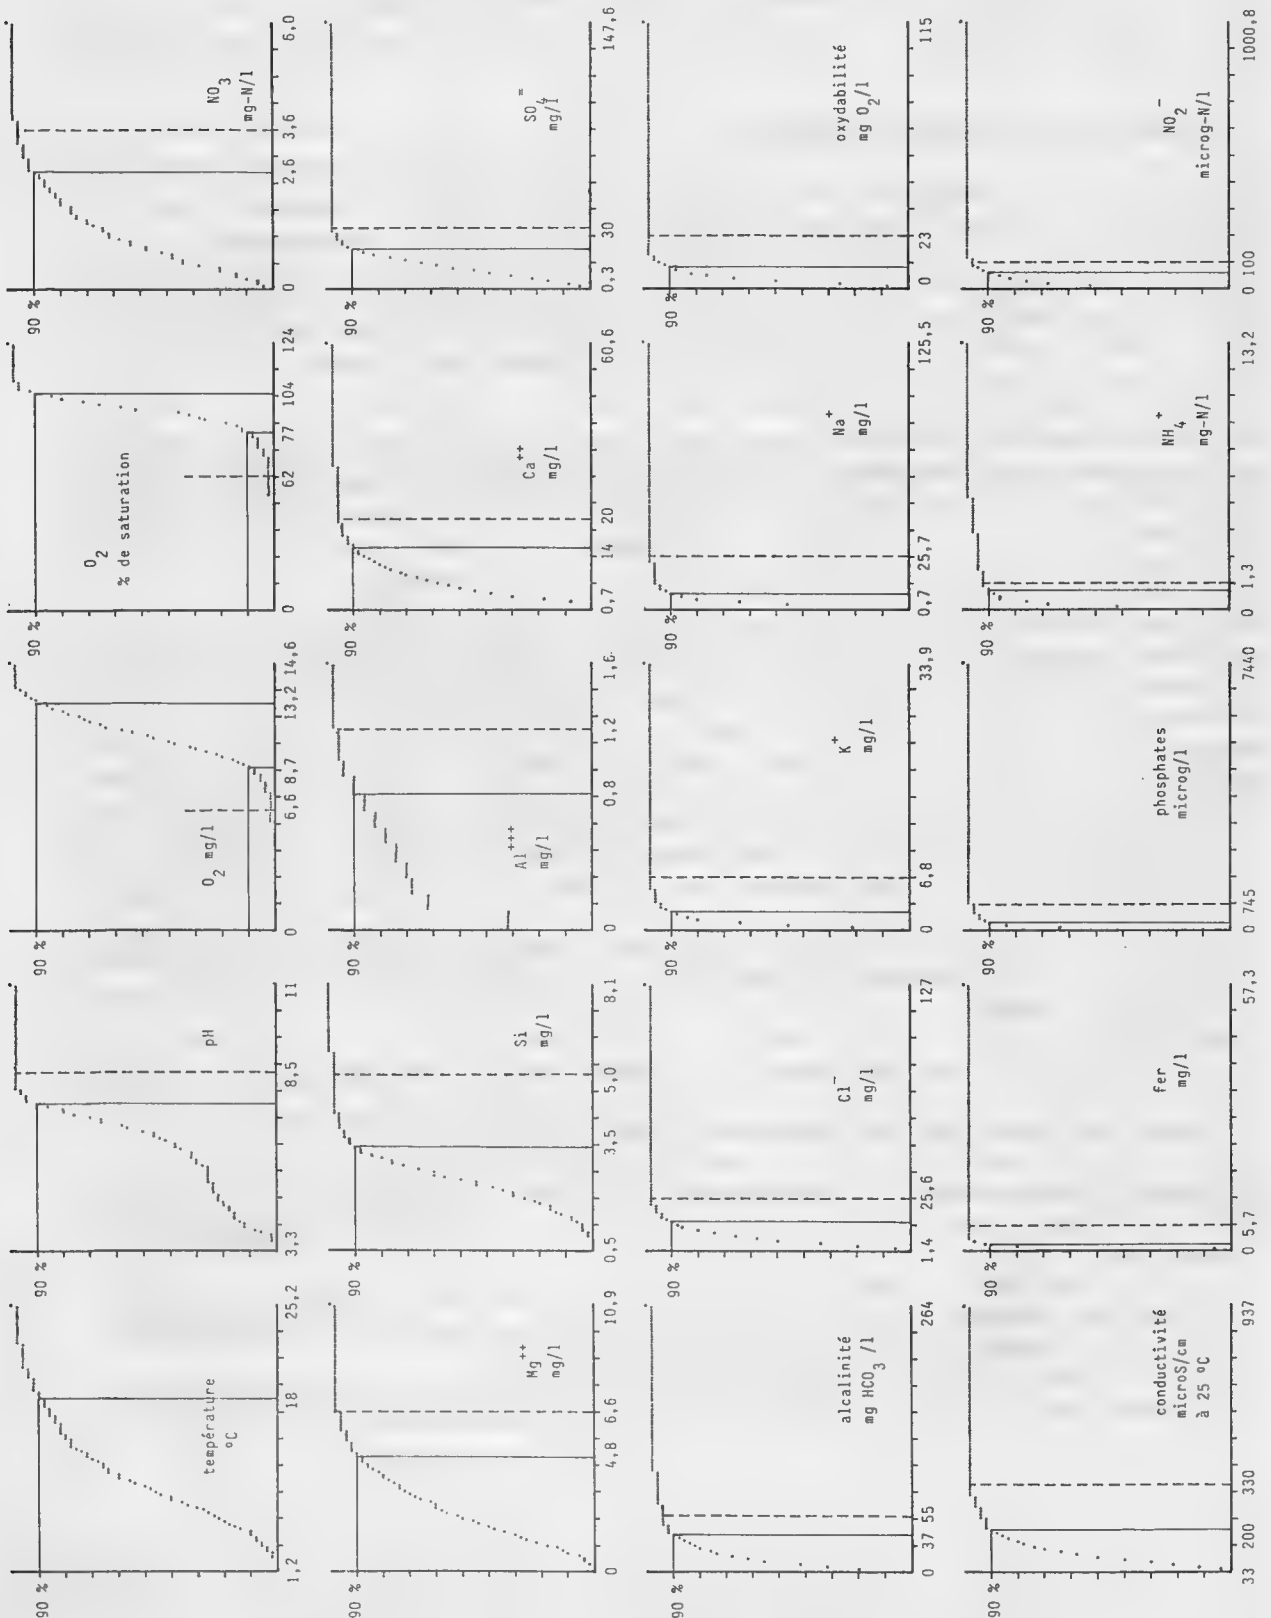 90 %
température
ºC
1,2 18 25,2
90 %
pH
3,3 8,5 11
90 %
O2 mg/l
0 6,6 8,7 13,2 14,6
90 %
O2
% de saturation
0 62 77 104 124
90 %
NO3
mg-N/l
0 2,6 3,6 6,0
90 %
Mg++
mg/l
0 4,8 6,6 10,9
90 %
Si
mg/l
0,5 3,5 5,0 8,1
90 %
Al+++
mg/l
0 0,8 1,2 1,6
90 %
Ca++
mg/l
0,7 14 20 60,6
90 %
SO4=
mg/l
0,3 30 147,6
90 %
alcalinité
mg HCO3 /l
0 37 55 264
90 %
Cl-
mg/l
1,4 25,6 127
90 %
K+
mg/l
0 6,8 33,9
90 %
Na+
mg/l
0,7 25,7 125,5
90 %
oxydabilité
mg O2/l
0 23 115
90 %
conductivité
microS/cm
à 25 ºC
33 200 330 937
90 %
fer
mg/l
0 5,7 57,3
90 %
phosphates
microg/l
0 745 7440
90 %
NH4+
mg-N/l
0 1,3 13,2
90 %
NO2-
microg-N/l
0 100 1000,8